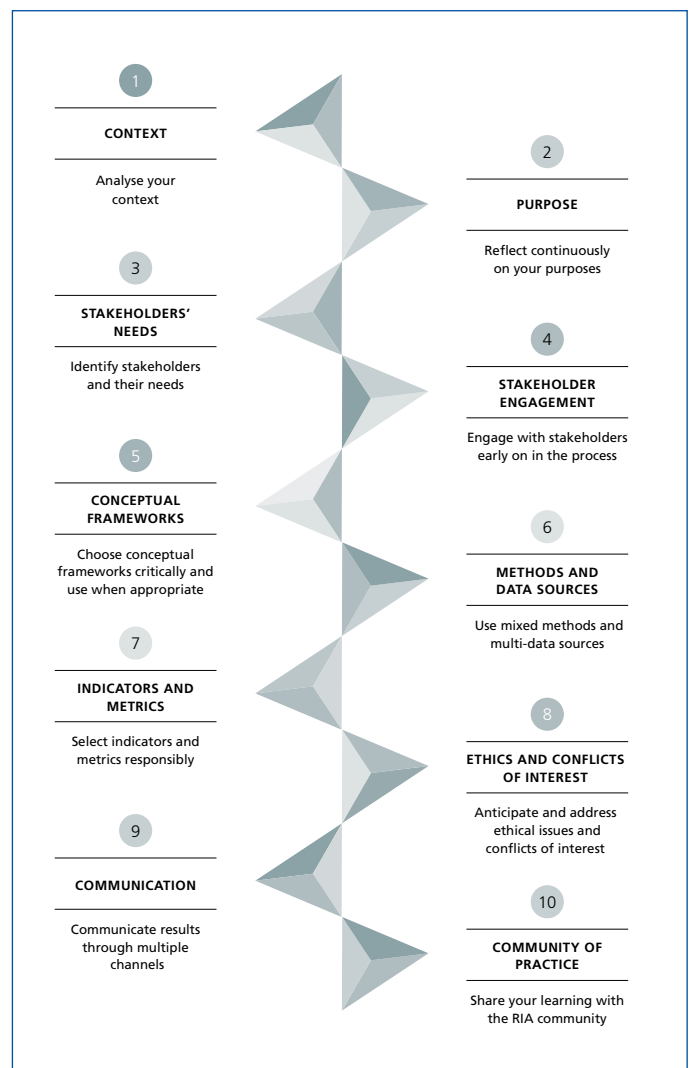 1
CONTEXT
Analyse your
context
2
PURPOSE
Reflect continuously
on your purposes
3
STAKEHOLDERS’
NEEDS
Identify stakeholders
and their needs
4
STAKEHOLDER
ENGAGEMENT
Engage with stakeholders
early on in the process
5
CONCEPTUAL
FRAMEWORKS
Choose conceptual
frameworks critically and
use when appropriate
6
METHODS AND
DATA SOURCES
Use mixed methods and
multi-data sources
7
INDICATORS AND
METRICS
Select indicators and
metrics responsibly
8
ETHICS AND CONFLICTS
OF INTEREST
Anticipate and address
ethical issues and
conflicts of interest
9
COMMUNICATION
Communicate results
through multiple
channels
10
COMMUNITY OF
PRACTICE
Share your learning with
the RIA community